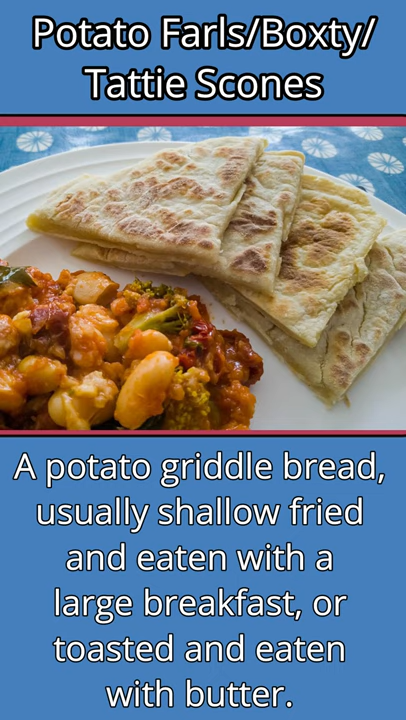 Potato Farls/Boxty/
Tattie Scones
A potato griddle bread,
usually shallow fried
and eaten with a
large breakfast, or
toasted and eaten
with butter.